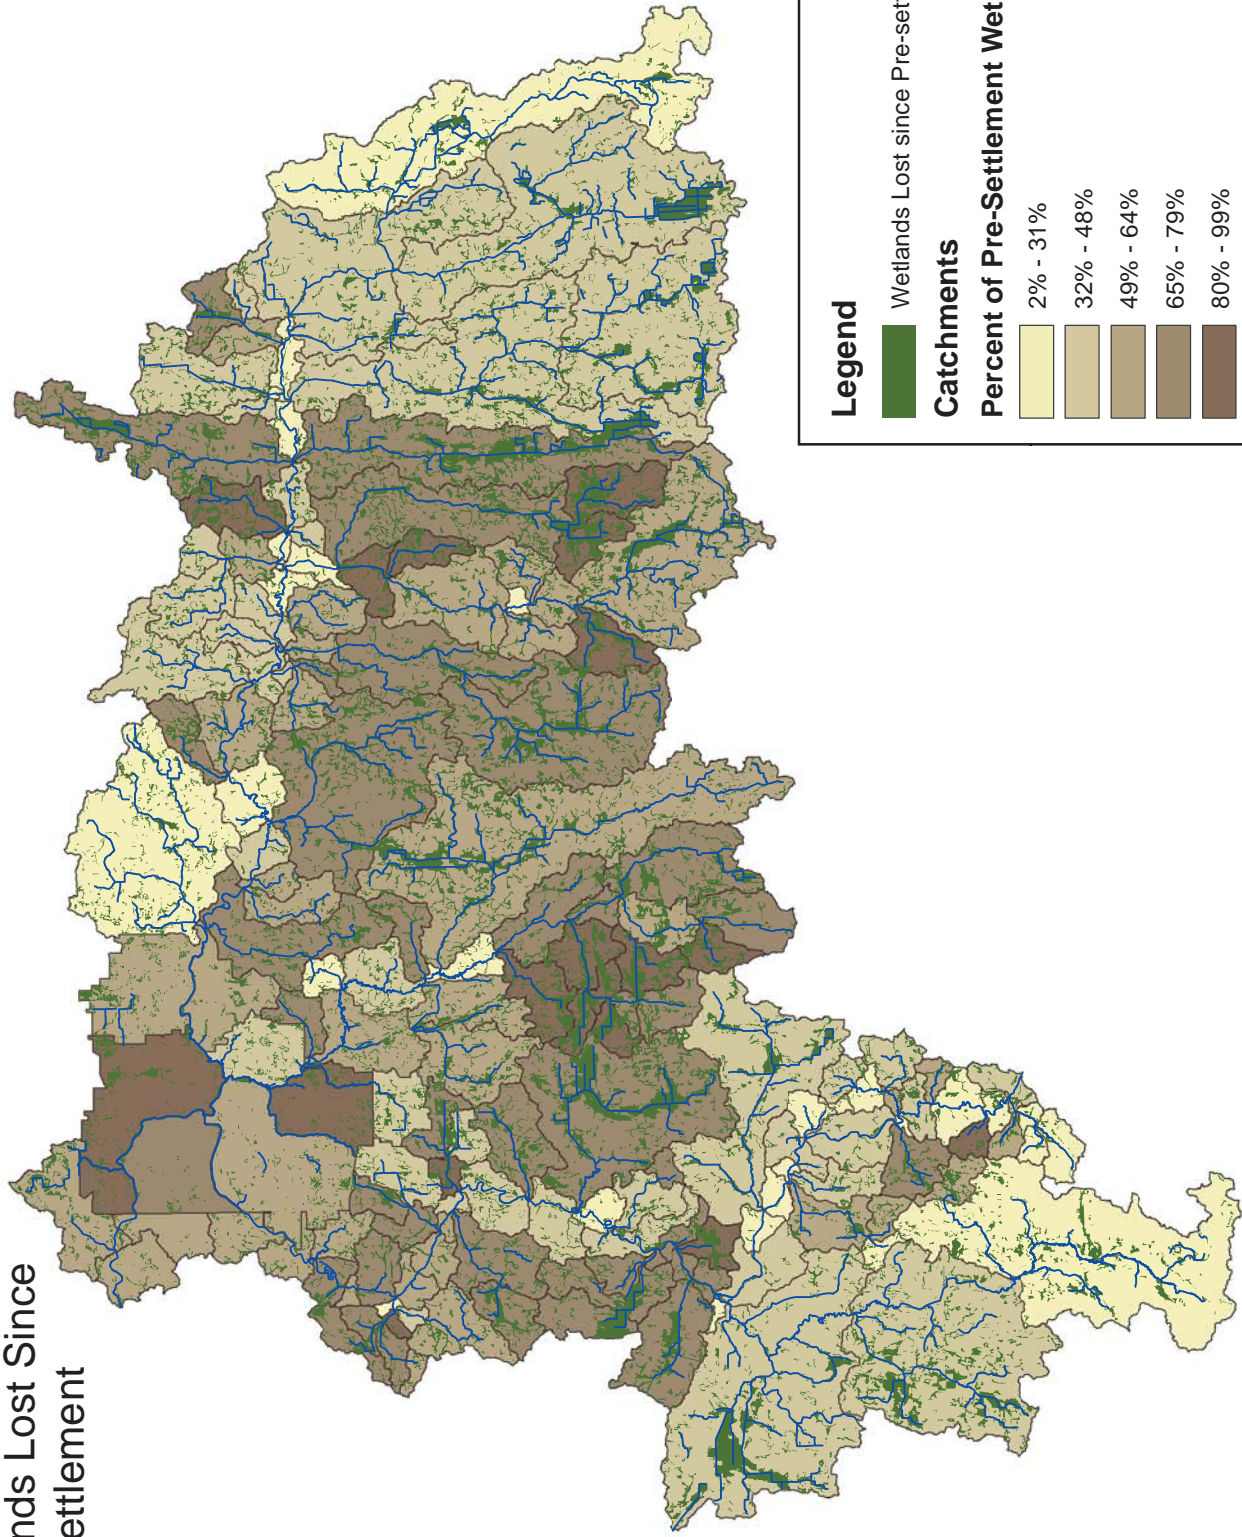 nds Lost Since
ettlement
Legend
Wetlands Lost since Pre-set
Catchments
Percent of Pre-Settlement Wet
2% - 31%
32% - 48%
49% - 64%
65% - 79%
80% - 99%